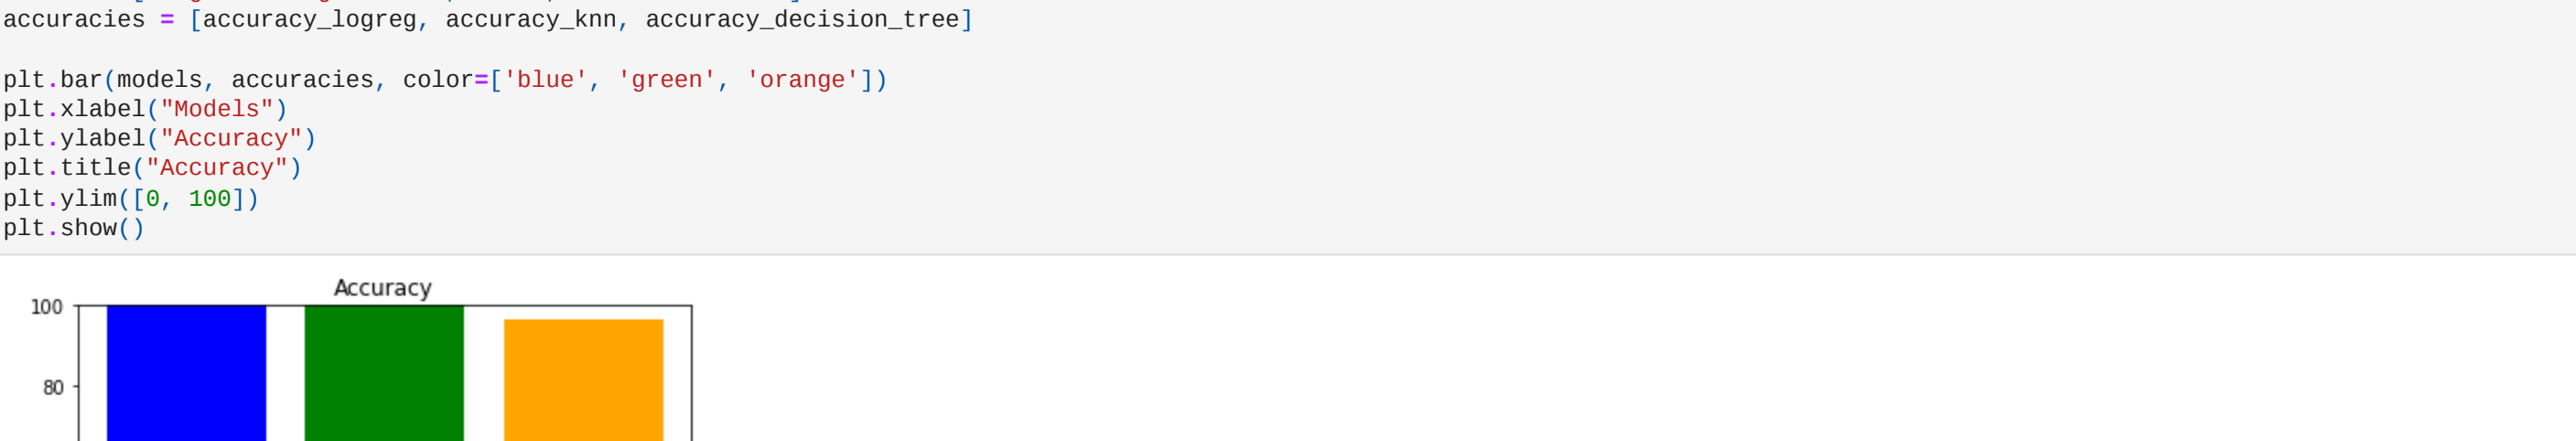 accuracies = [accuracy_logreg, accuracy_knn, accuracy_decision_tree]
plt.bar(models, accuracies, color=['blue', 'green', 'orange'])
plt.xlabel("Models")
plt.ylabel("Accuracy")
plt.title("Accuracy")
plt.ylim([0, 100])
plt.show()
Accuracy
100
80